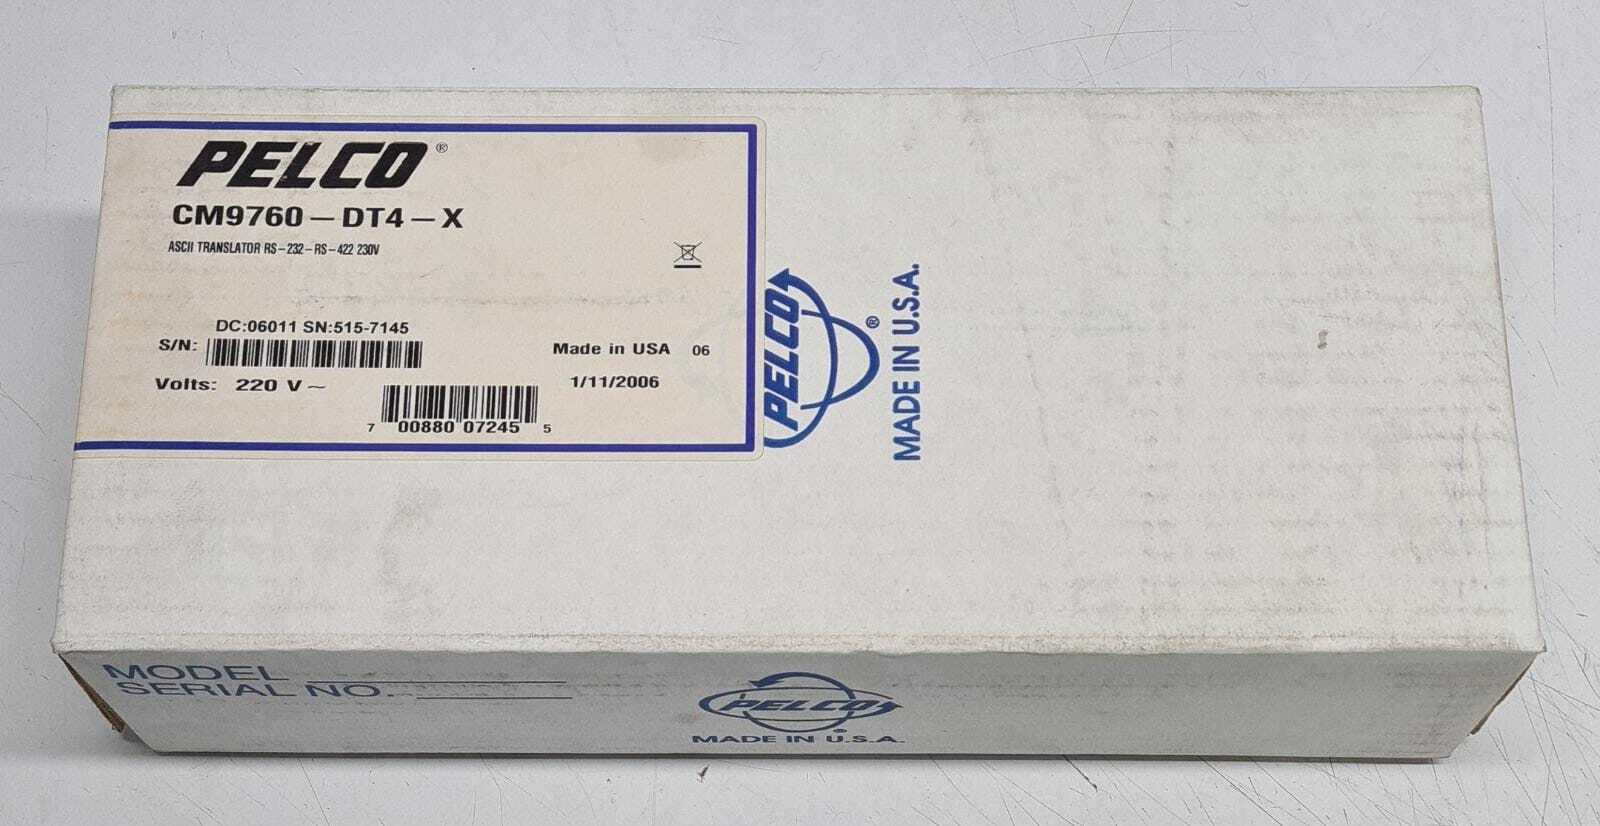 PELCO®
CM9760-DT4-X
ASCII TRANSLATOR RS-232-RS-422 230V
DC:06011 SN:515-7145
S/N:
Made in USA 06
Volts: 220 V~
1/11/2006
7 00880 07245 5
PELCO®
MADE IN U.S.A.
MODEL
SERIAL NO.
PELCO®
MADE IN U.S.A.